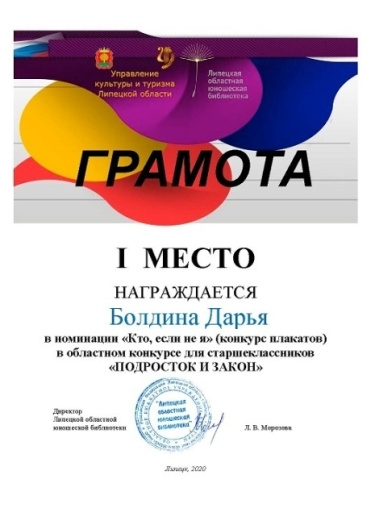 Управление
культуры и туризма
Липецкой области
Липецкая
областная
юношеская
библиотека
ГРАМОТА
I МЕСТО
НАГРАЖДАЕТСЯ
Болдина Дарья
в номинации «Кто, если не я» (конкурс плакатов)
в областном конкурсе для старшеклассников
«ПОДРОСТОК И ЗАКОН»
Директор
Липецкой областной
юношеской библиотеки
"Липецкая
областная
юношеская
библиотека"
Л. В. Морозова
Липецк, 2020